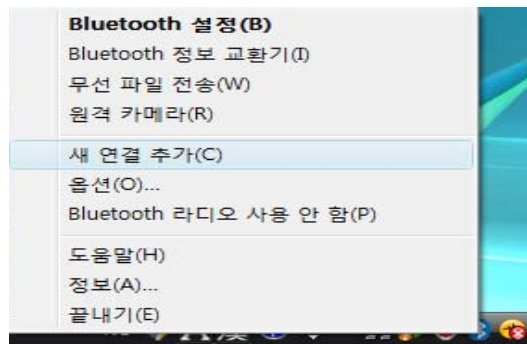 Bluetooth 설정(B)
Bluetooth 정보 교환기(I)
무선 파일 전송(W)
원격 카메라(R)
새 연결 추가(C)
옵션(O)...
Bluetooth 라디오 사용 안 함(P)
도움말(H)
정보(A)...
끝내기(E)